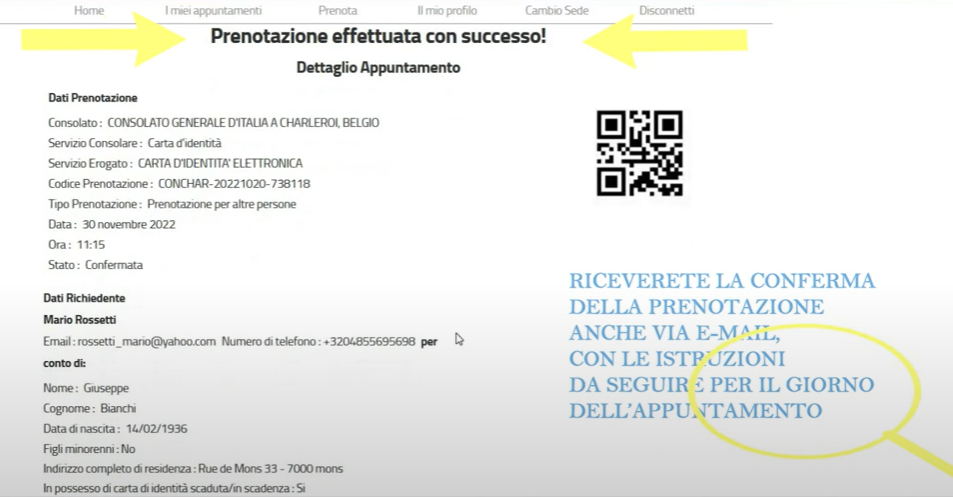 Home I miei appuntamenti Prenota Il mio profilo Cambio Sede Disconnetti
Prenotazione effettuata con successo!
Dettaglio Appuntamento
Dati Prenotazione
Consolato : CONSOLATO GENERALE D'ITALIA A CHARLEROI, BELGIO
Servizio Consolare : Carta d'identità
Servizio Erogato : CARTA D'IDENTITA' ELETTRONICA
Codice Prenotazione : CONCHAR-20221020-738118
Tipo Prenotazione : Prenotazione per altre persone
Data : 30 novembre 2022
Ora : 11:15
Stato : Confermata
Dati Richiedente
Mario Rossetti
Email : rossetti_mario@yahoo.com Numero di telefono : +3204855695698 per
conto di:
Nome : Giuseppe
Cognome : Bianchi
Data di nascita : 14/02/1936
Figli minorenni : No
Indirizzo completo di residenza : Rue de Mons 33 - 7000 mons
In possesso di carta di identità scaduta/in scadenza : Si
RICEVERETE LA CONFERMA
DELLA PRENOTAZIONE
ANCHE VIA E-MAIL,
CON LE ISTRUZIONI
DA SEGUIRE PER IL GIORNO
DELL'APPUNTAMENTO